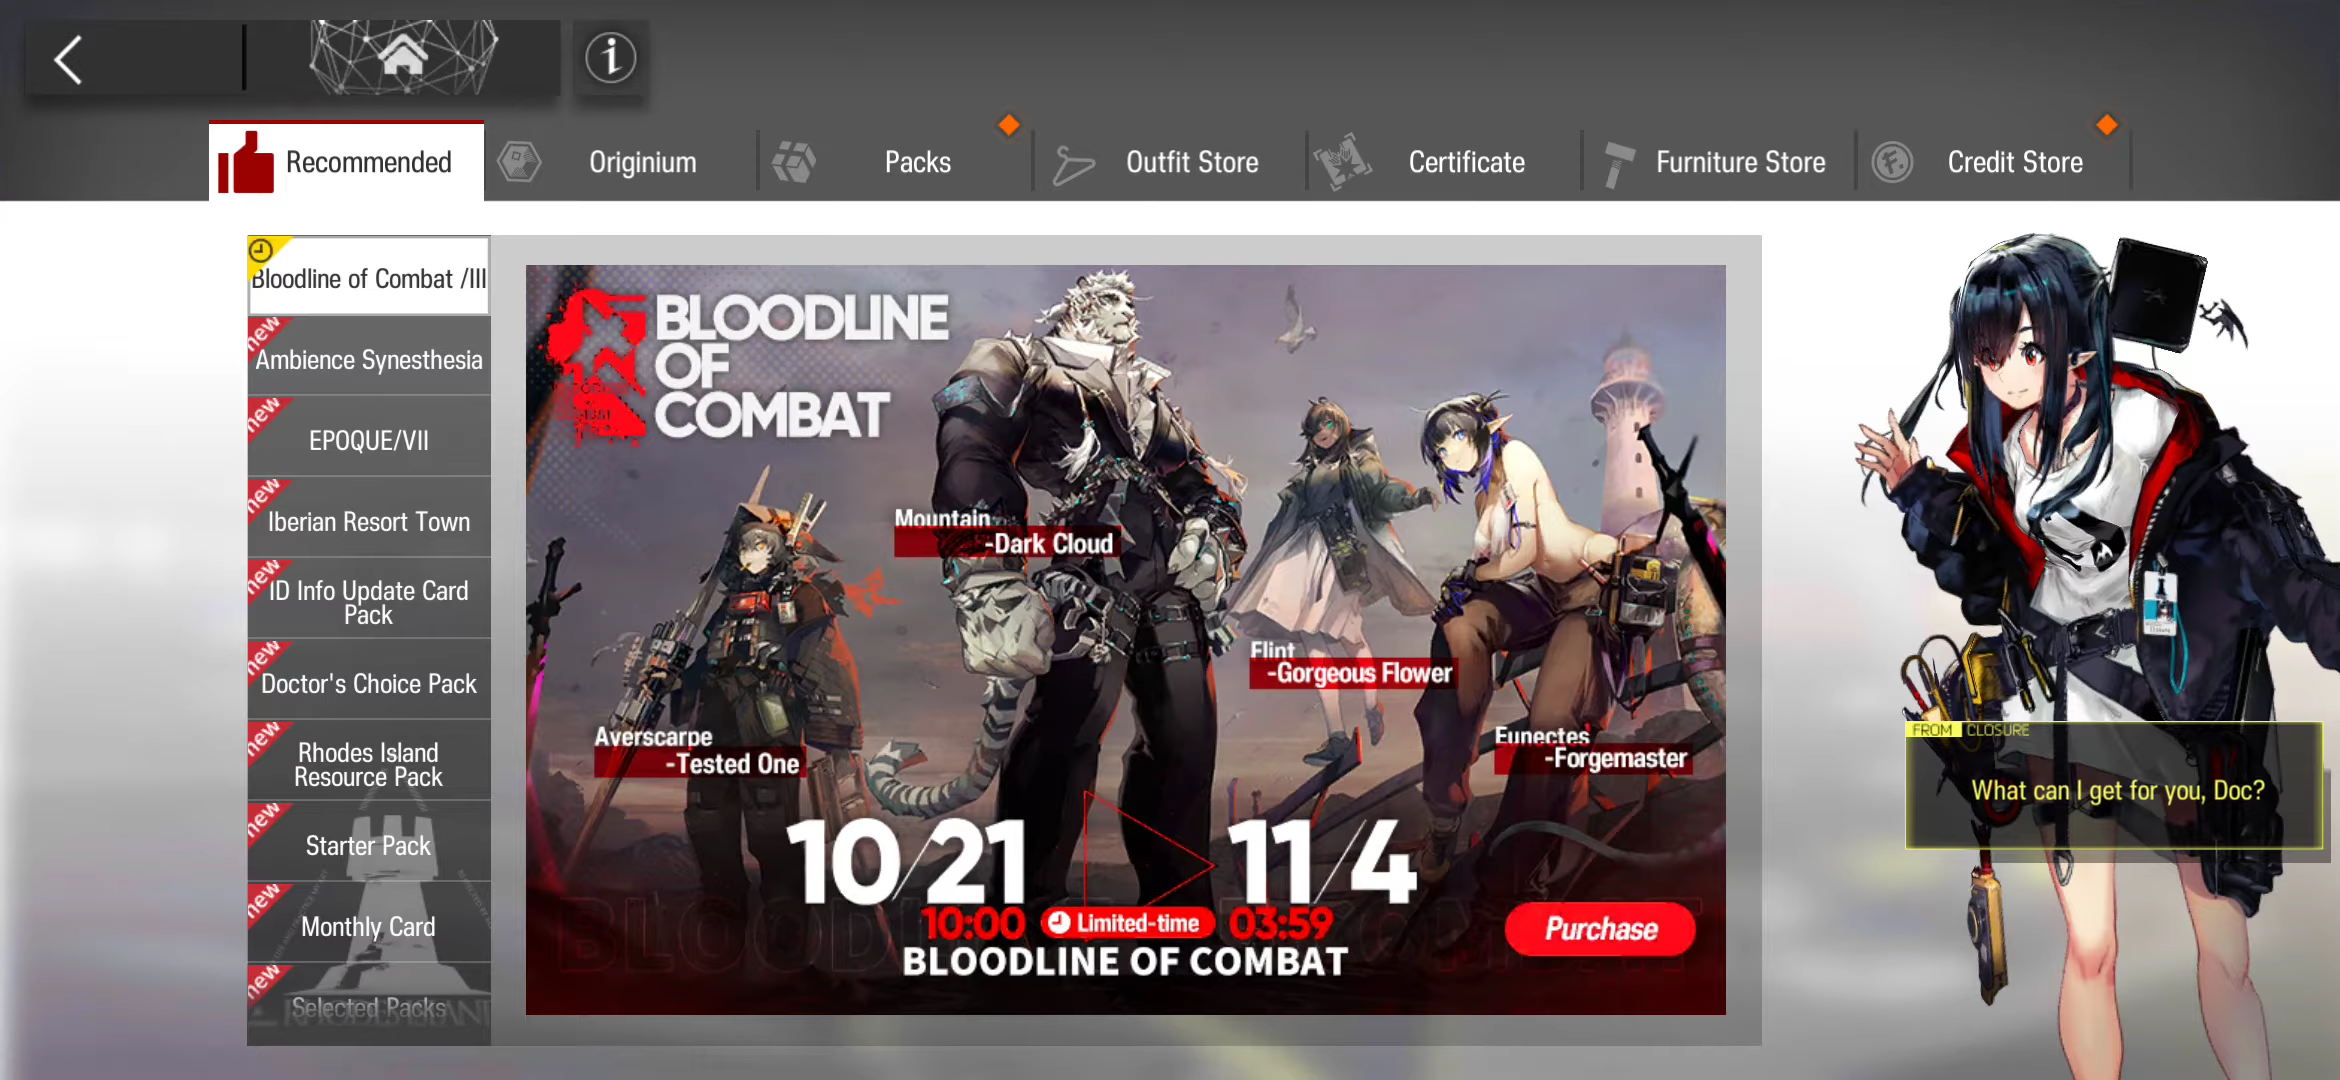 Recommended
Originium
Packs
Outfit Store
Certificate
Furniture Store
Credit Store
Bloodline of Combat /III
new
Ambience Synesthesia
new
EPOQUE/VII
new
Iberian Resort Town
new
ID Info Update Card
Pack
new
Doctor's Choice Pack
new
Rhodes Island
Resource Pack
new
Starter Pack
new
Monthly Card
new
Selected Packs
BLOODLINE
OF
COMBAT
Mountain
-Dark Cloud
Flint
-Gorgeous Flower
Averscarpe
-Tested One
Eunectes
-Forgemaster
10/21
11/4
10:00
Limited-time
03:59
BLOODLINE OF COMBAT
Purchase
FROM CLOSURE
What can I get for you, Doc?